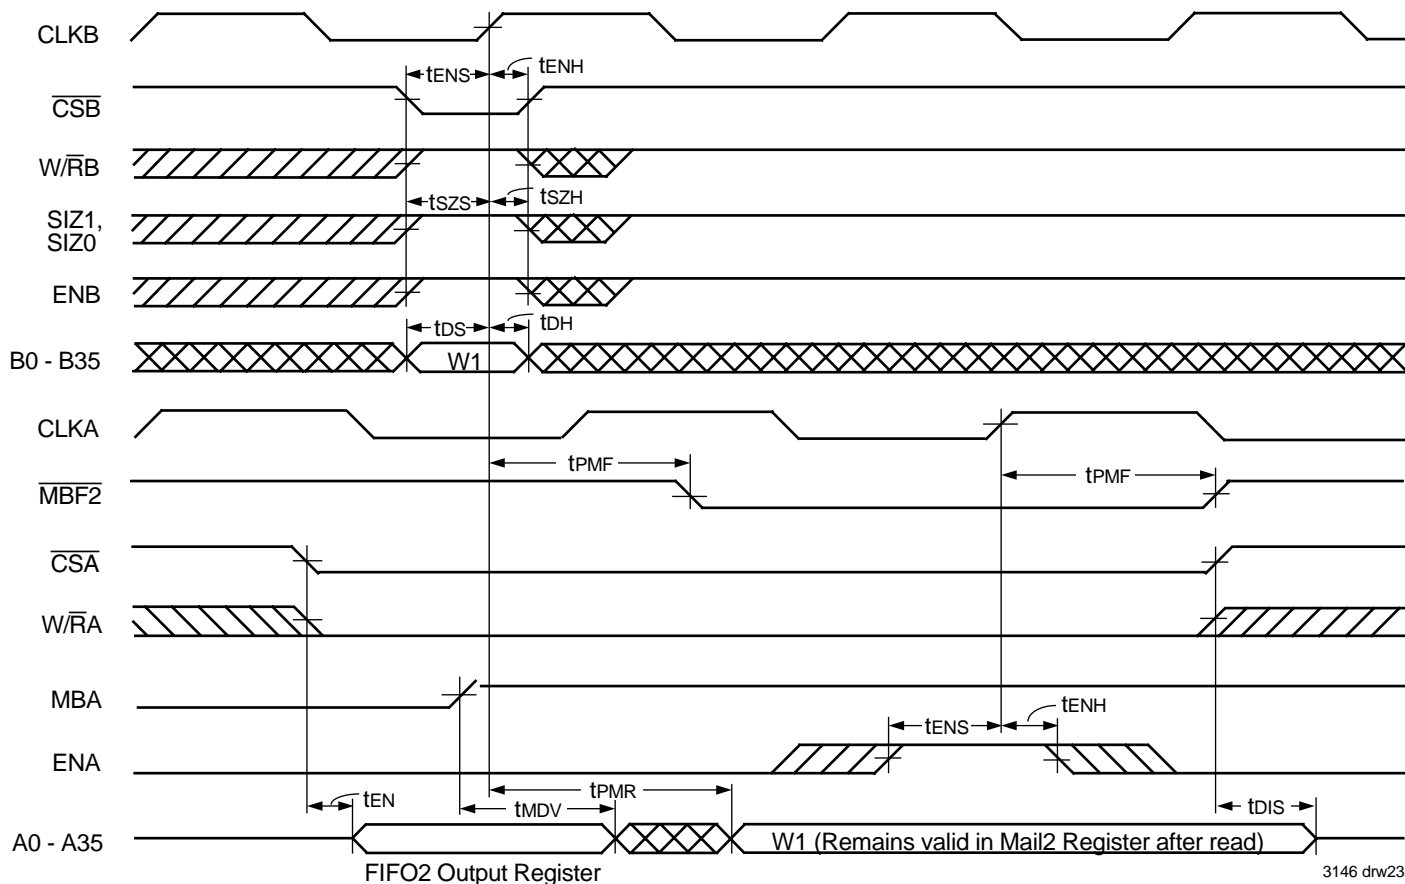 CLKB
tENS
tENH
CSB
W/RB
tSZS
tSZH
SIZ1,
SIZ0
ENB
tDS
tDH
B0 - B35
W1
CLKA
tPMF
tPMF
MBF2
CSA
W/RA
MBA
tENS
tENH
ENA
tEN
tMDV
tPMR
tDIS
A0 - A35
W1 (Remains valid in Mail2 Register after read)
FIFO2 Output Register
3146 drw23